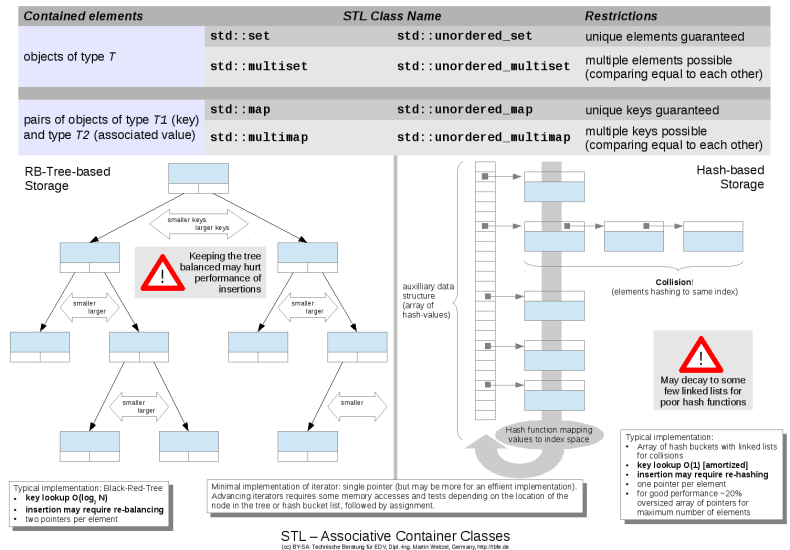 Contained elements STL Class Name Restrictions
objects of type T
std::set std::unordered_set unique elements guaranteed
std::multiset std::unordered_multiset multiple elements possible
(comparing equal to each other)
pairs of objects of type T1 (key)
and type T2 (associated value)
std::map std::unordered_map unique keys guaranteed
std::multimap std::unordered_multimap multiple keys possible
(comparing equal to each other)
RB-Tree-based
Storage
smaller keys
larger keys
Keeping the tree
balanced may hurt
performance of
insertions
smaller
larger
smaller
larger
smaller
larger
smaller
Typical implementation: Black-Red-Tree
• key lookup O(log2 N)
• insertion may require re-balancing
• two pointers per element
Hash-based
Storage
auxilliary data
structure
(array of
hash-values)
Collision!
(elements hashing to same index)
May decay to some
few linked lists for
poor hash functions
Hash function mapping
values to index space
Minimal implementation of iterator: single pointer (but may be more for an effiient implementation).
Advancing iterators requires some memory accesses and tests depending on the location of the
node in the tree or hash bucket list, followed by assignment.
Typical implementation:
• Array of hash buckets with linked lists
for collisions
• key lookup O(1) [amortized]
• insertion may require re-hashing
• one pointer per element
• for good performance ~20%
oversized array of pointers for
maximum number of elements
STL – Associative Container Classes
(cc) BY-SA: Technische Beratung für EDV, Dipl.-Ing. Martin Weitzel, Germany, http://tbfe.de